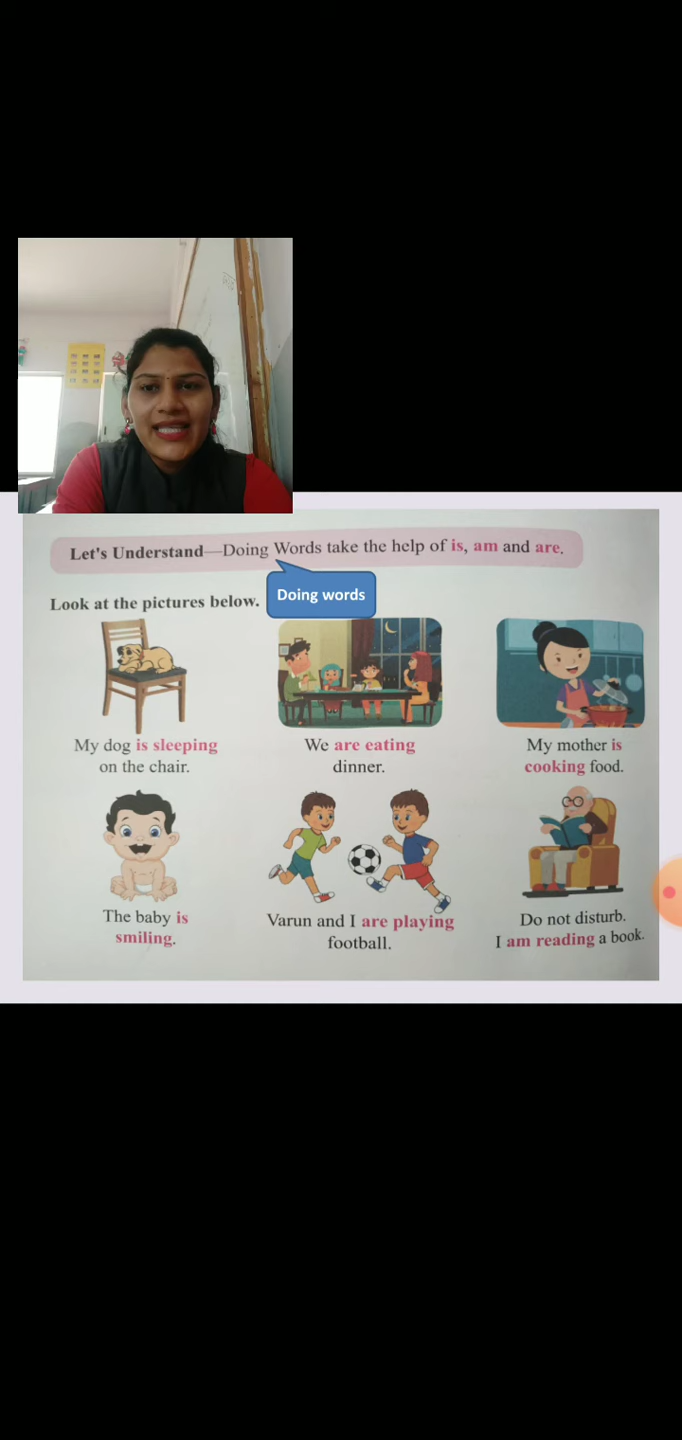 Let's Understand—Doing Words take the help of is, am and are.
Doing words
Look at the pictures below.
My dog is sleeping
on the chair.
We are eating
dinner.
My mother is
cooking food.
The baby is
smiling.
Varun and I are playing
football.
Do not disturb.
I am reading a book.